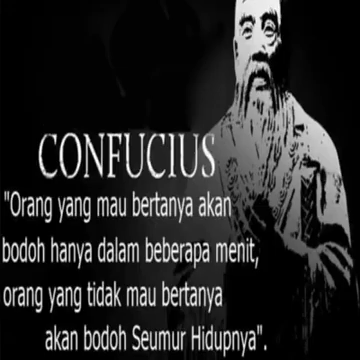 CONFUCIUS
"Orang yang mau bertanya akan
bodoh hanya dalam beberapa menit,
orang yang tidak mau bertanya
akan bodoh Seumur Hidupnya".